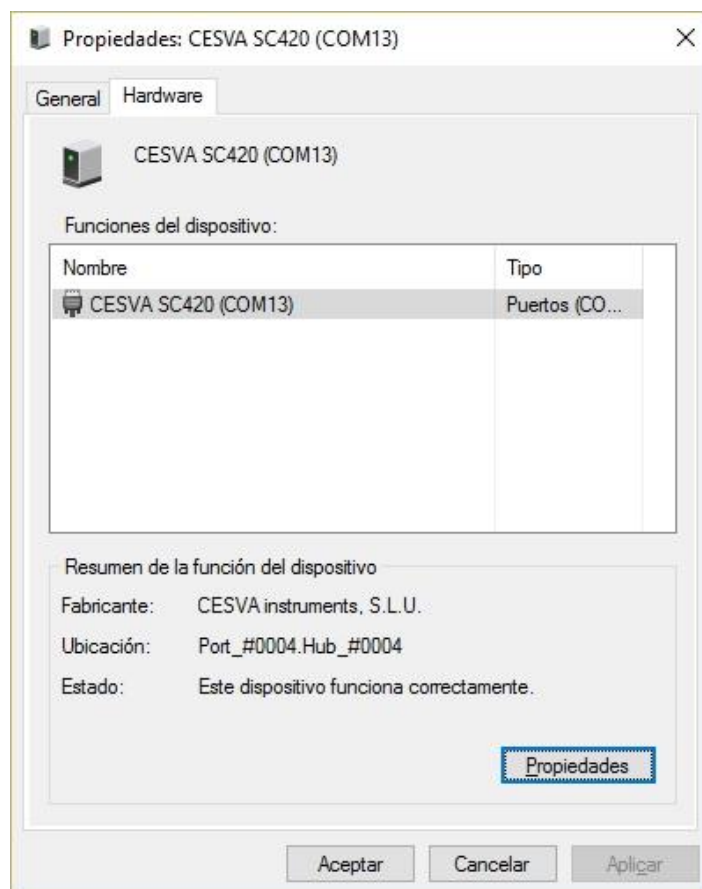 Propiedades: CESVA SC420 (COM13)
General Hardware
CESVA SC420 (COM13)
Funciones del dispositivo:
Nombre Tipo
CESVA SC420 (COM13) Puertos (CO...
Resumen de la función del dispositivo
Fabricante: CESVA instruments, S.L.U.
Ubicación: Port_#0004.Hub_#0004
Estado: Este dispositivo funciona correctamente.
Propiedades
Aceptar Cancelar Aplicar